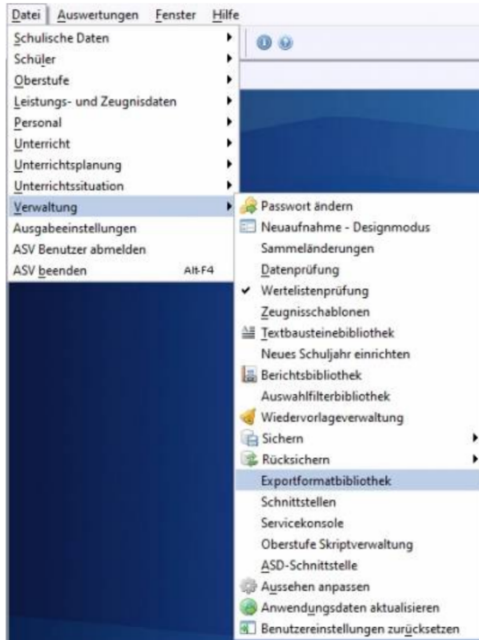 Datei Auswertungen Fenster Hilfe
Schulische Daten
Schüler
Oberstufe
Leistungs- und Zeugnisdaten
Personal
Unterricht
Unterrichtsplanung
Unterrichtssituation
Verwaltung
Ausgabeeinstellungen
ASV Benutzer abmelden
ASV beenden Alt-F4
Passwort ändern
Neuaufnahme - Designmodus
Sammeländerungen
Datenprüfung
Wertelistenprüfung
Zeugnisschablonen
Textbausteinebibliothek
Neues Schuljahr einrichten
Berichtsbibliothek
Auswahlfilterbibliothek
Wiedervorlageverwaltung
Sichern
Rücksichern
Exportformatbibliothek
Schnittstellen
Servicekonsole
Oberstufe Skriptverwaltung
ASD-Schnittstelle
Aussehen anpassen
Anwendungsdaten aktualisieren
Benutzereinstellungen zurücksetzen